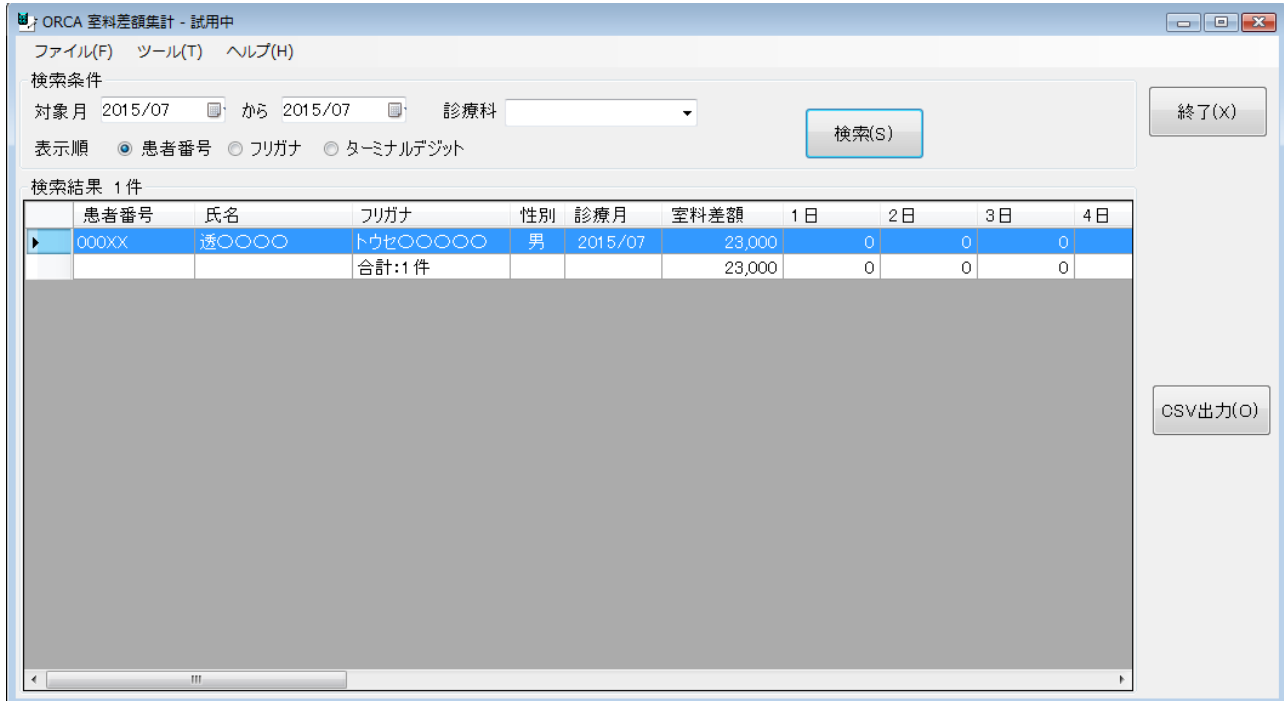 ORCA 室料差額集計 - 試用中
ファイル(F) ツール(T) ヘルプ(H)
検索条件
対象月 2015/07 から 2015/07 診療科
検索(S)
終了(X)
表示順 患者番号 フリガナ ターミナルデジット
検索結果 1件
患者番号 氏名 フリガナ 性別 診療月 室料差額 1日 2日 3日 4日
000XX 透〇〇〇〇 トウセ〇〇〇〇〇 男 2015/07 23,000 0 0 0
合計:1件 23,000 0 0 0
CSV出力(O)